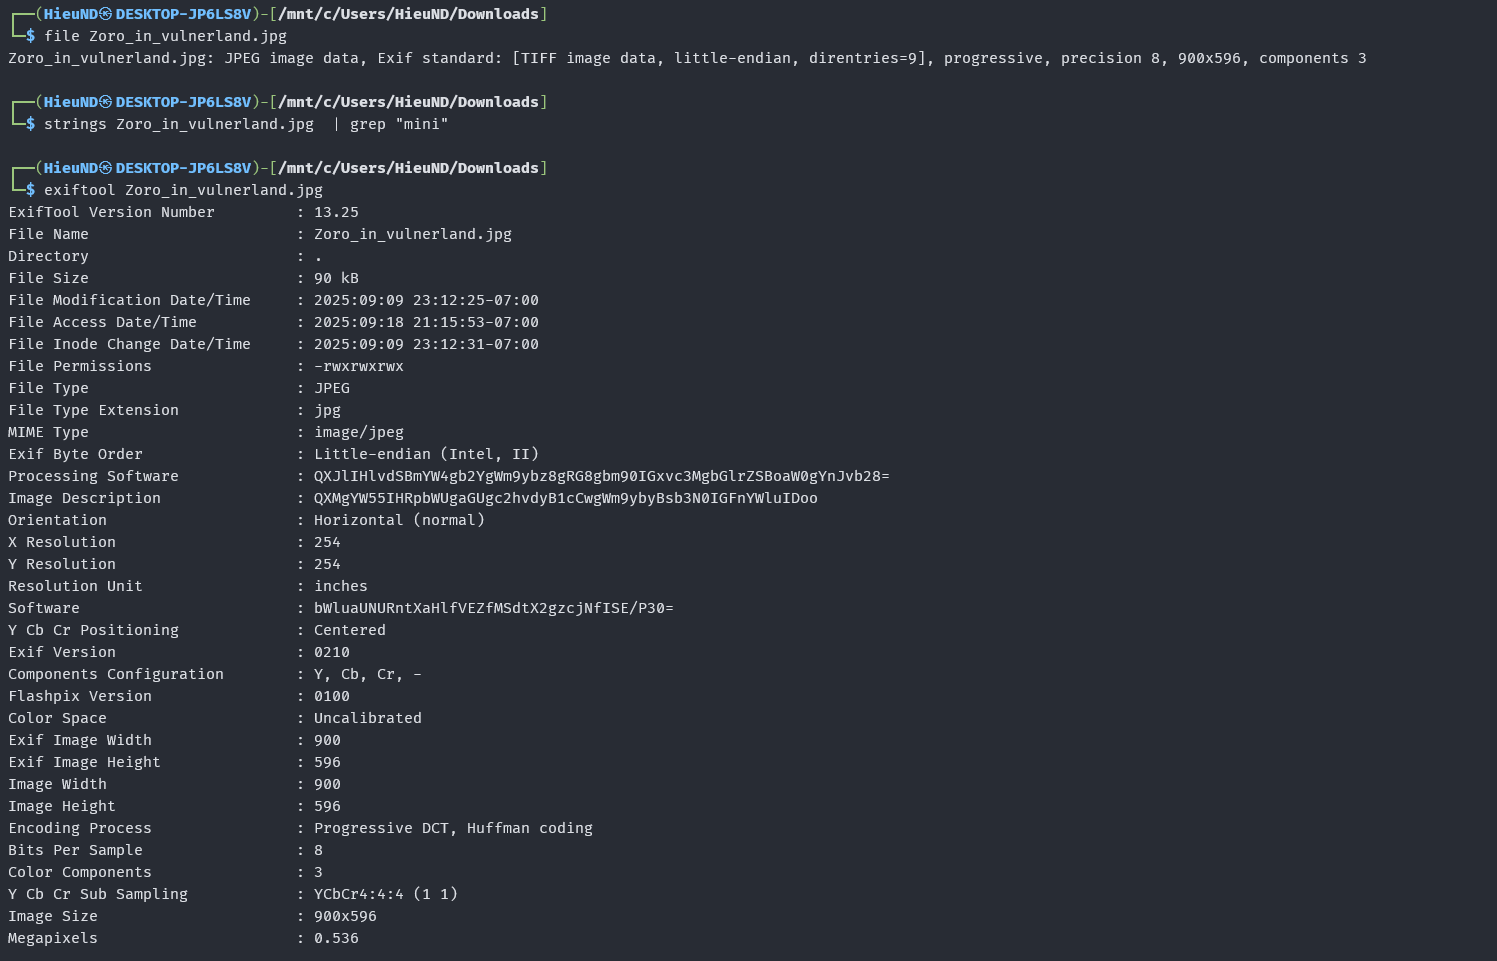 ┌──(HieuND㉿DESKTOP-JP6LS8V)-[/mnt/c/Users/HieuND/Downloads]
└─$ file Zoro_in_vulnerland.jpg
Zoro_in_vulnerland.jpg: JPEG image data, Exif standard: [TIFF image data, little-endian, direntries=9], progressive, precision 8, 900x596, components 3
┌──(HieuND㉿DESKTOP-JP6LS8V)-[/mnt/c/Users/HieuND/Downloads]
└─$ strings Zoro_in_vulnerland.jpg  | grep "mini"
┌──(HieuND㉿DESKTOP-JP6LS8V)-[/mnt/c/Users/HieuND/Downloads]
└─$ exiftool Zoro_in_vulnerland.jpg
ExifTool Version Number         : 13.25
File Name                       : Zoro_in_vulnerland.jpg
Directory                       : .
File Size                       : 90 kB
File Modification Date/Time     : 2025:09:09 23:12:25-07:00
File Access Date/Time           : 2025:09:18 21:15:53-07:00
File Inode Change Date/Time     : 2025:09:09 23:12:31-07:00
File Permissions                : -rwxrwxrwx
File Type                       : JPEG
File Type Extension             : jpg
MIME Type                       : image/jpeg
Exif Byte Order                 : Little-endian (Intel, II)
Processing Software             : QXJlIHlvdSBmYW4gb2YgWm9ybz8gRG8gbm90IGxvc3MgbGlrZSBoaW0gYnJvb28=
Image Description               : QXMgYW55IHRpbWUgaGUgc2hvdyB1cCwgWm9ybyBsb3N0IGFnYWluIDoo
Orientation                     : Horizontal (normal)
X Resolution                    : 254
Y Resolution                    : 254
Resolution Unit                 : inches
Software                        : bWluaUNURntXaHlfVEZfMSdtX2gzcjNfISE/P30=
Y Cb Cr Positioning             : Centered
Exif Version                    : 0210
Components Configuration        : Y, Cb, Cr, -
Flashpix Version                : 0100
Color Space                     : Uncalibrated
Exif Image Width                : 900
Exif Image Height               : 596
Image Width                     : 900
Image Height                    : 596
Encoding Process                : Progressive DCT, Huffman coding
Bits Per Sample                 : 8
Color Components                : 3
Y Cb Cr Sub Sampling            : YCbCr4:4:4 (1 1)
Image Size                      : 900x596
Megapixels                      : 0.536